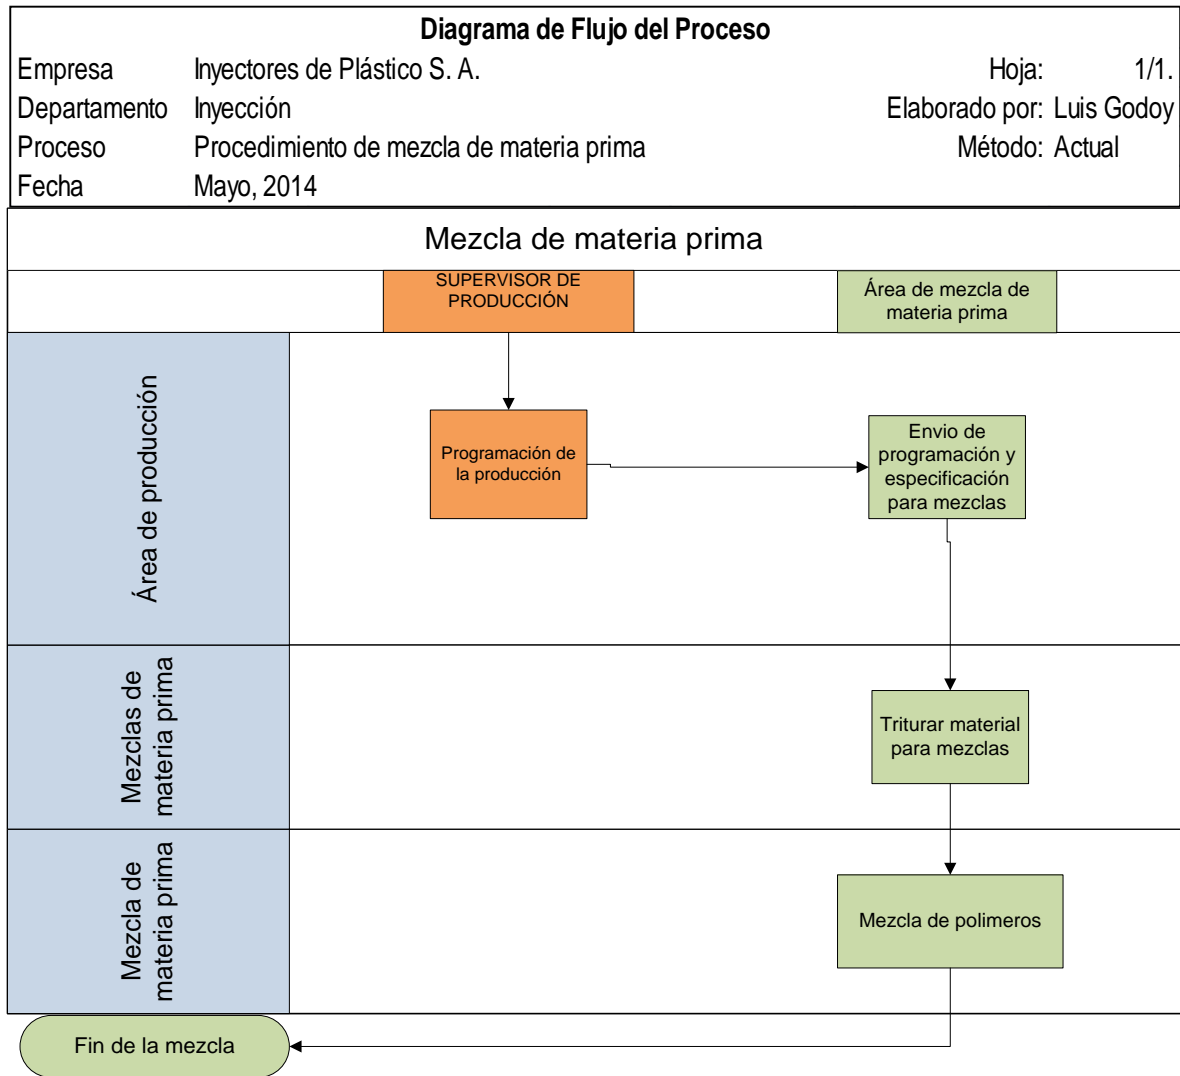 Diagrama de Flujo del Proceso
Empresa Inyectores de Plástico S. A. Hoja: 1/1.
Departamento Inyección Elaborado por: Luis Godoy
Proceso Procedimiento de mezcla de materia prima Método: Actual
Fecha Mayo, 2014
Mezcla de materia prima
SUPERVISOR DE
PRODUCCIÓN
Área de mezcla de
materia prima
Área de producción
Programación de
la producción
Envio de
programación y
especificación
para mezclas
Mezclas de
materia prima
Triturar material
para mezclas
Mezcla de
materia prima
Mezcla de polimeros
Fin de la mezcla